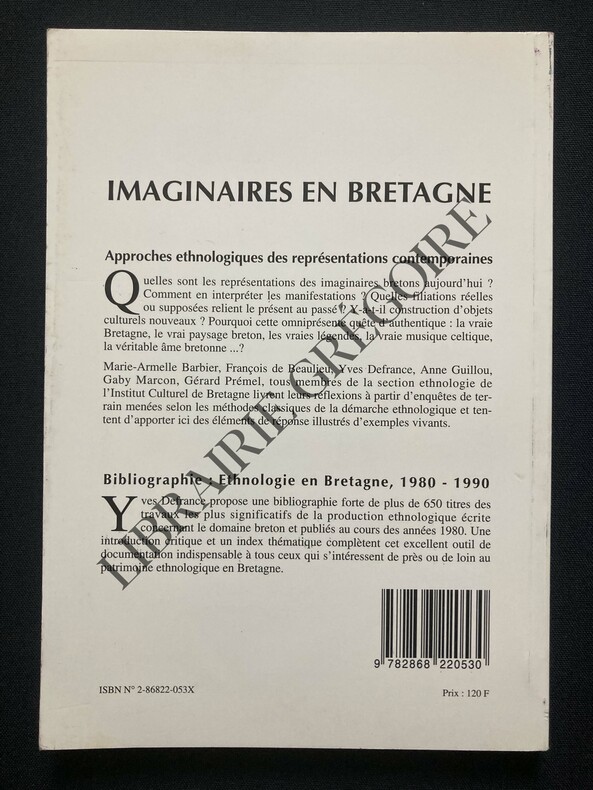 IMAGINAIRES EN BRETAGNE
Approches ethnologiques des représentations contemporaines
Quelles sont les représentations des imaginaires bretons aujourd'hui ?
Comment en interpréter les manifestations ? Quelles filiations réelles
ou supposées relient le présent au passé ? Y-a-t-il construction d'objets
culturels nouveaux ? Pourquoi cette omniprésente quête d'authentique : la vraie
Bretagne, le vrai paysage breton, les vraies légendes, la vraie musique celtique,
la véritable âme bretonne ...?
Marie-Armelle Barbier, François de Beaulieu, Yves Defrance, Anne Guillou,
Gaby Marcon, Gérard Prémel, tous membres de la section ethnologie de
l'Institut Culturel de Bretagne livrent leurs réflexions à partir d'enquêtes de ter-
rain menées selon les méthodes classiques de la démarche ethnologique et ten-
tent d'apporter ici des éléments de réponse illustrés d'exemples vivants.
Bibliographie : Ethnologie en Bretagne, 1980 - 1990
Yves Defrance propose une bibliographie forte de plus de 650 titres des
travaux les plus significatifs de la production ethnologique écrite
concernant le domaine breton et publiés au cours des années 1980. Une
introduction critique et un index thématique complètent cet excellent outil de
documentation indispensable à tous ceux qui s'intéressent de près ou de loin au
patrimoine ethnologique en Bretagne.
9 782868 220530
ISBN N° 2-86822-053X
Prix : 120 F
LIBRAIRIE GREGOIRE